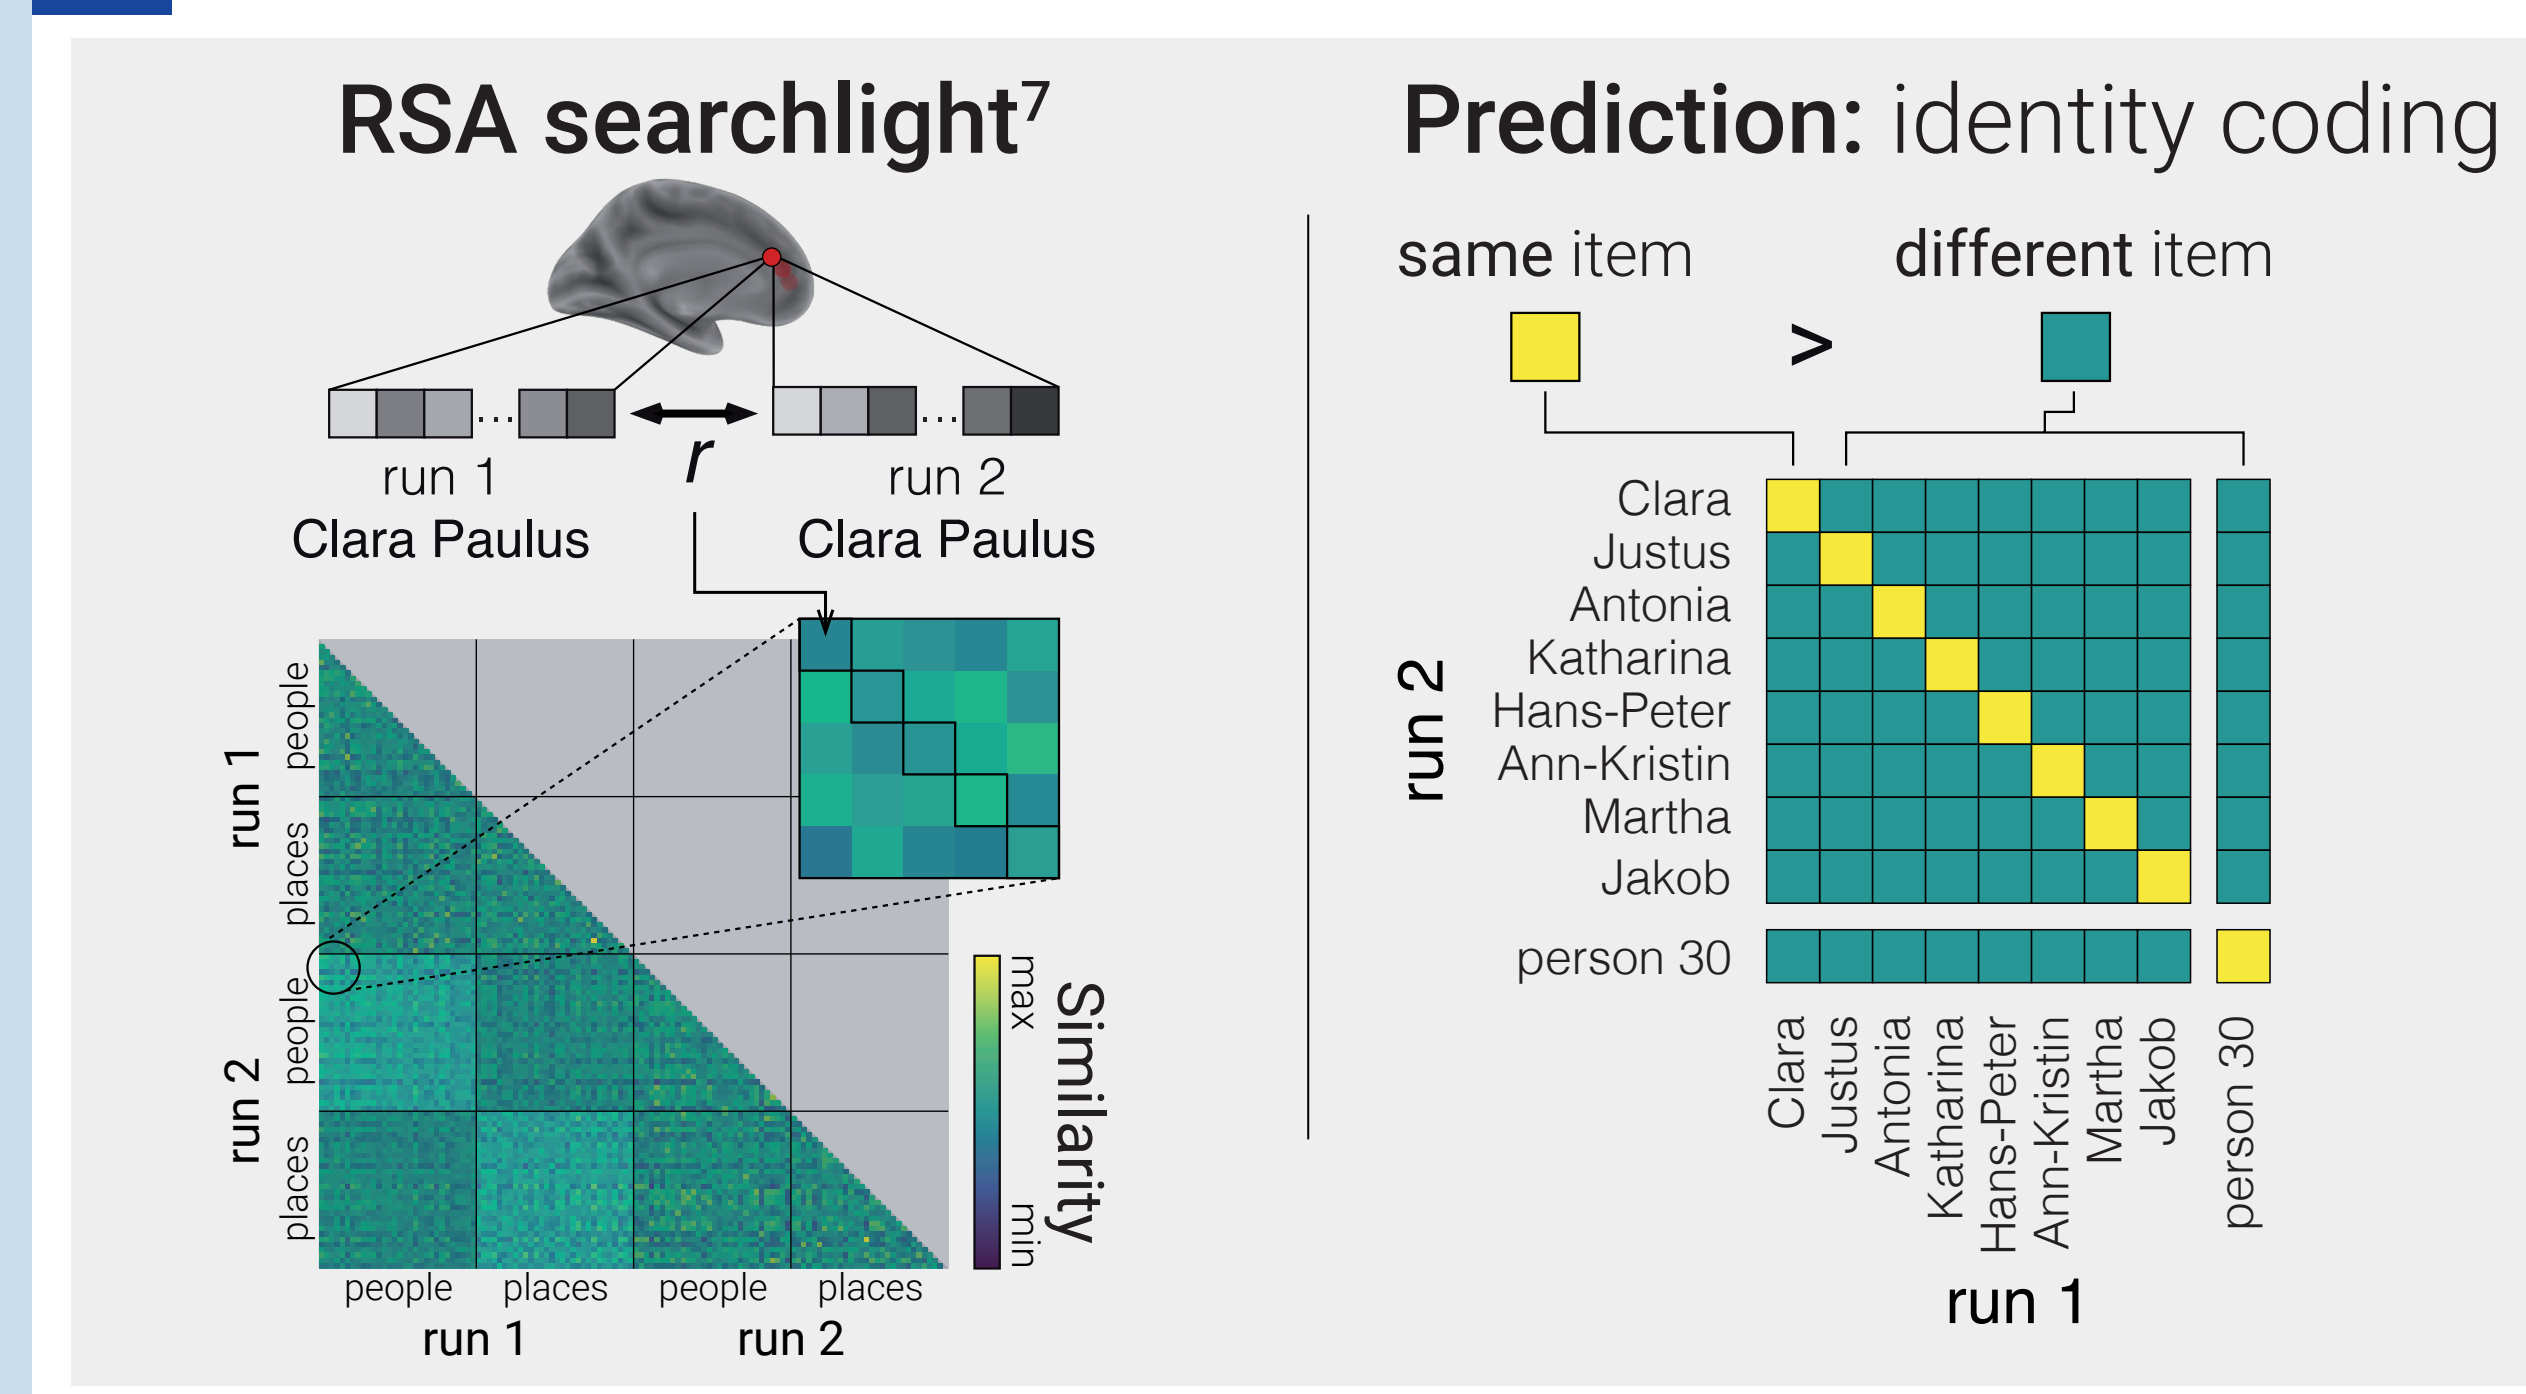 RSA searchlight⁷
r
run 1
run 2
Clara Paulus
Clara Paulus
run 1
people
places
run 2
people
places
people
places
people
places
run 1
run 2
max
min
Similarity
Prediction: identity coding
same item
>
different item
run 2
Clara
Justus
Antonia
Katharina
Hans-Peter
Ann-Kristin
Martha
Jakob
person 30
Clara
Justus
Antonia
Katharina
Hans-Peter
Ann-Kristin
Martha
Jakob
person 30
run 1